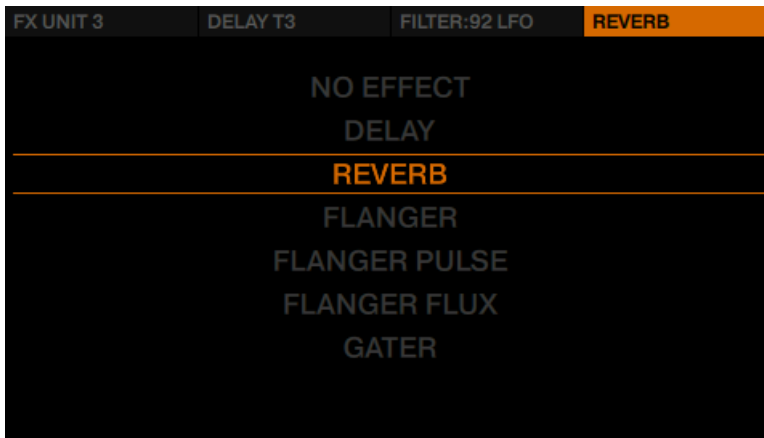 FX UNIT 3 DELAY T3 FILTER:92 LFO REVERB
NO EFFECT
DELAY
REVERB
FLANGER
FLANGER PULSE
FLANGER FLUX
GATER